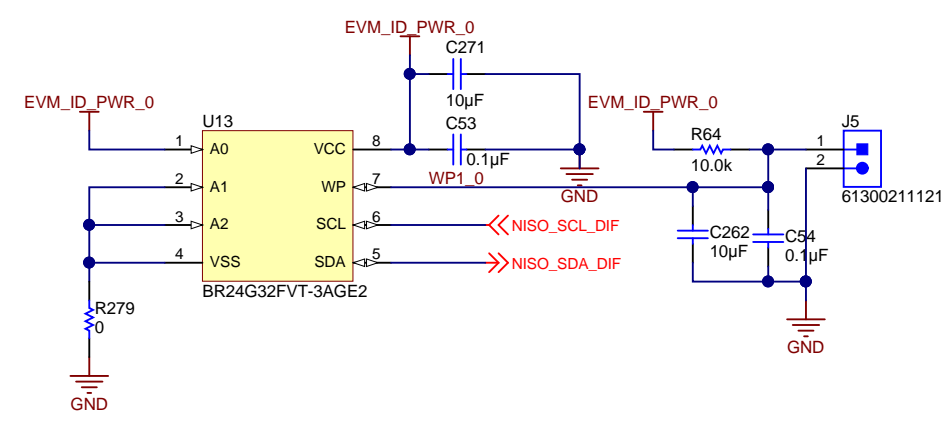 EVM_ID_PWR_0
C271
10µF
EVM_ID_PWR_0
EVM_ID_PWR_0
U13
C53
0.1µF
J5
R64
10.0k
1
A0
VCC
8
1
2
A1
WP
7
WP1_0
2
61300211121
GND
3
A2
SCL
6
NISO_SCL_DIF
C262
10µF
C54
0.1µF
4
VSS
SDA
5
NISO_SDA_DIF
BR24G32FVT-3AGE2
R279
0
GND
GND